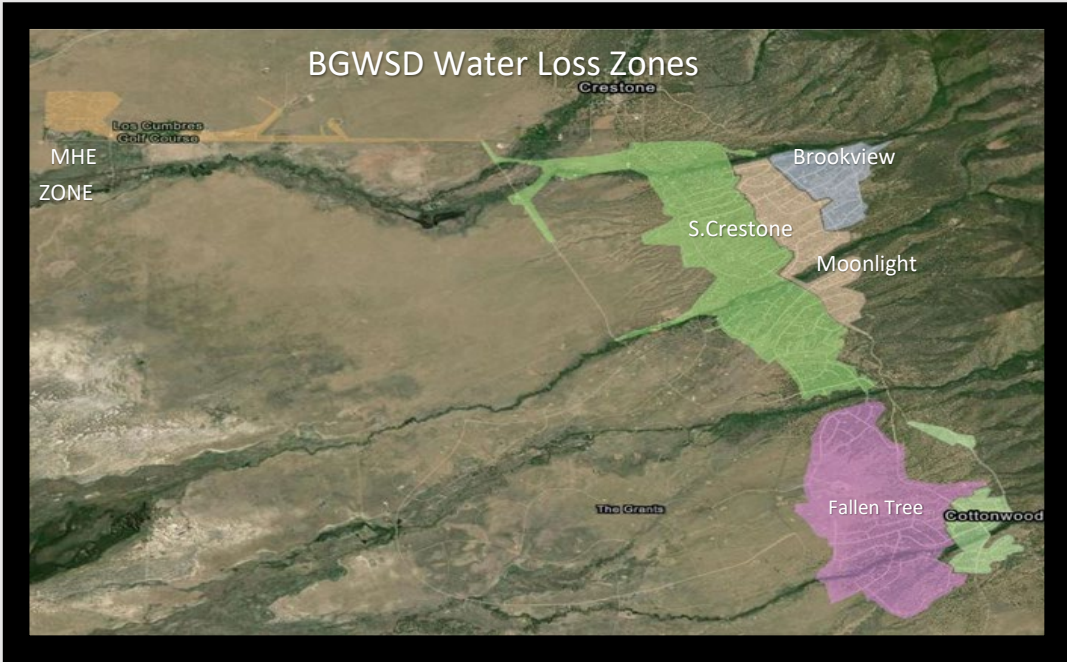 BGWSD Water Loss Zones
Crestone
Los Cumbres
Golf Course
MHE
ZONE
Brookview
S.Crestone
Moonlight
The Grants
Fallen Tree
Cottonwood